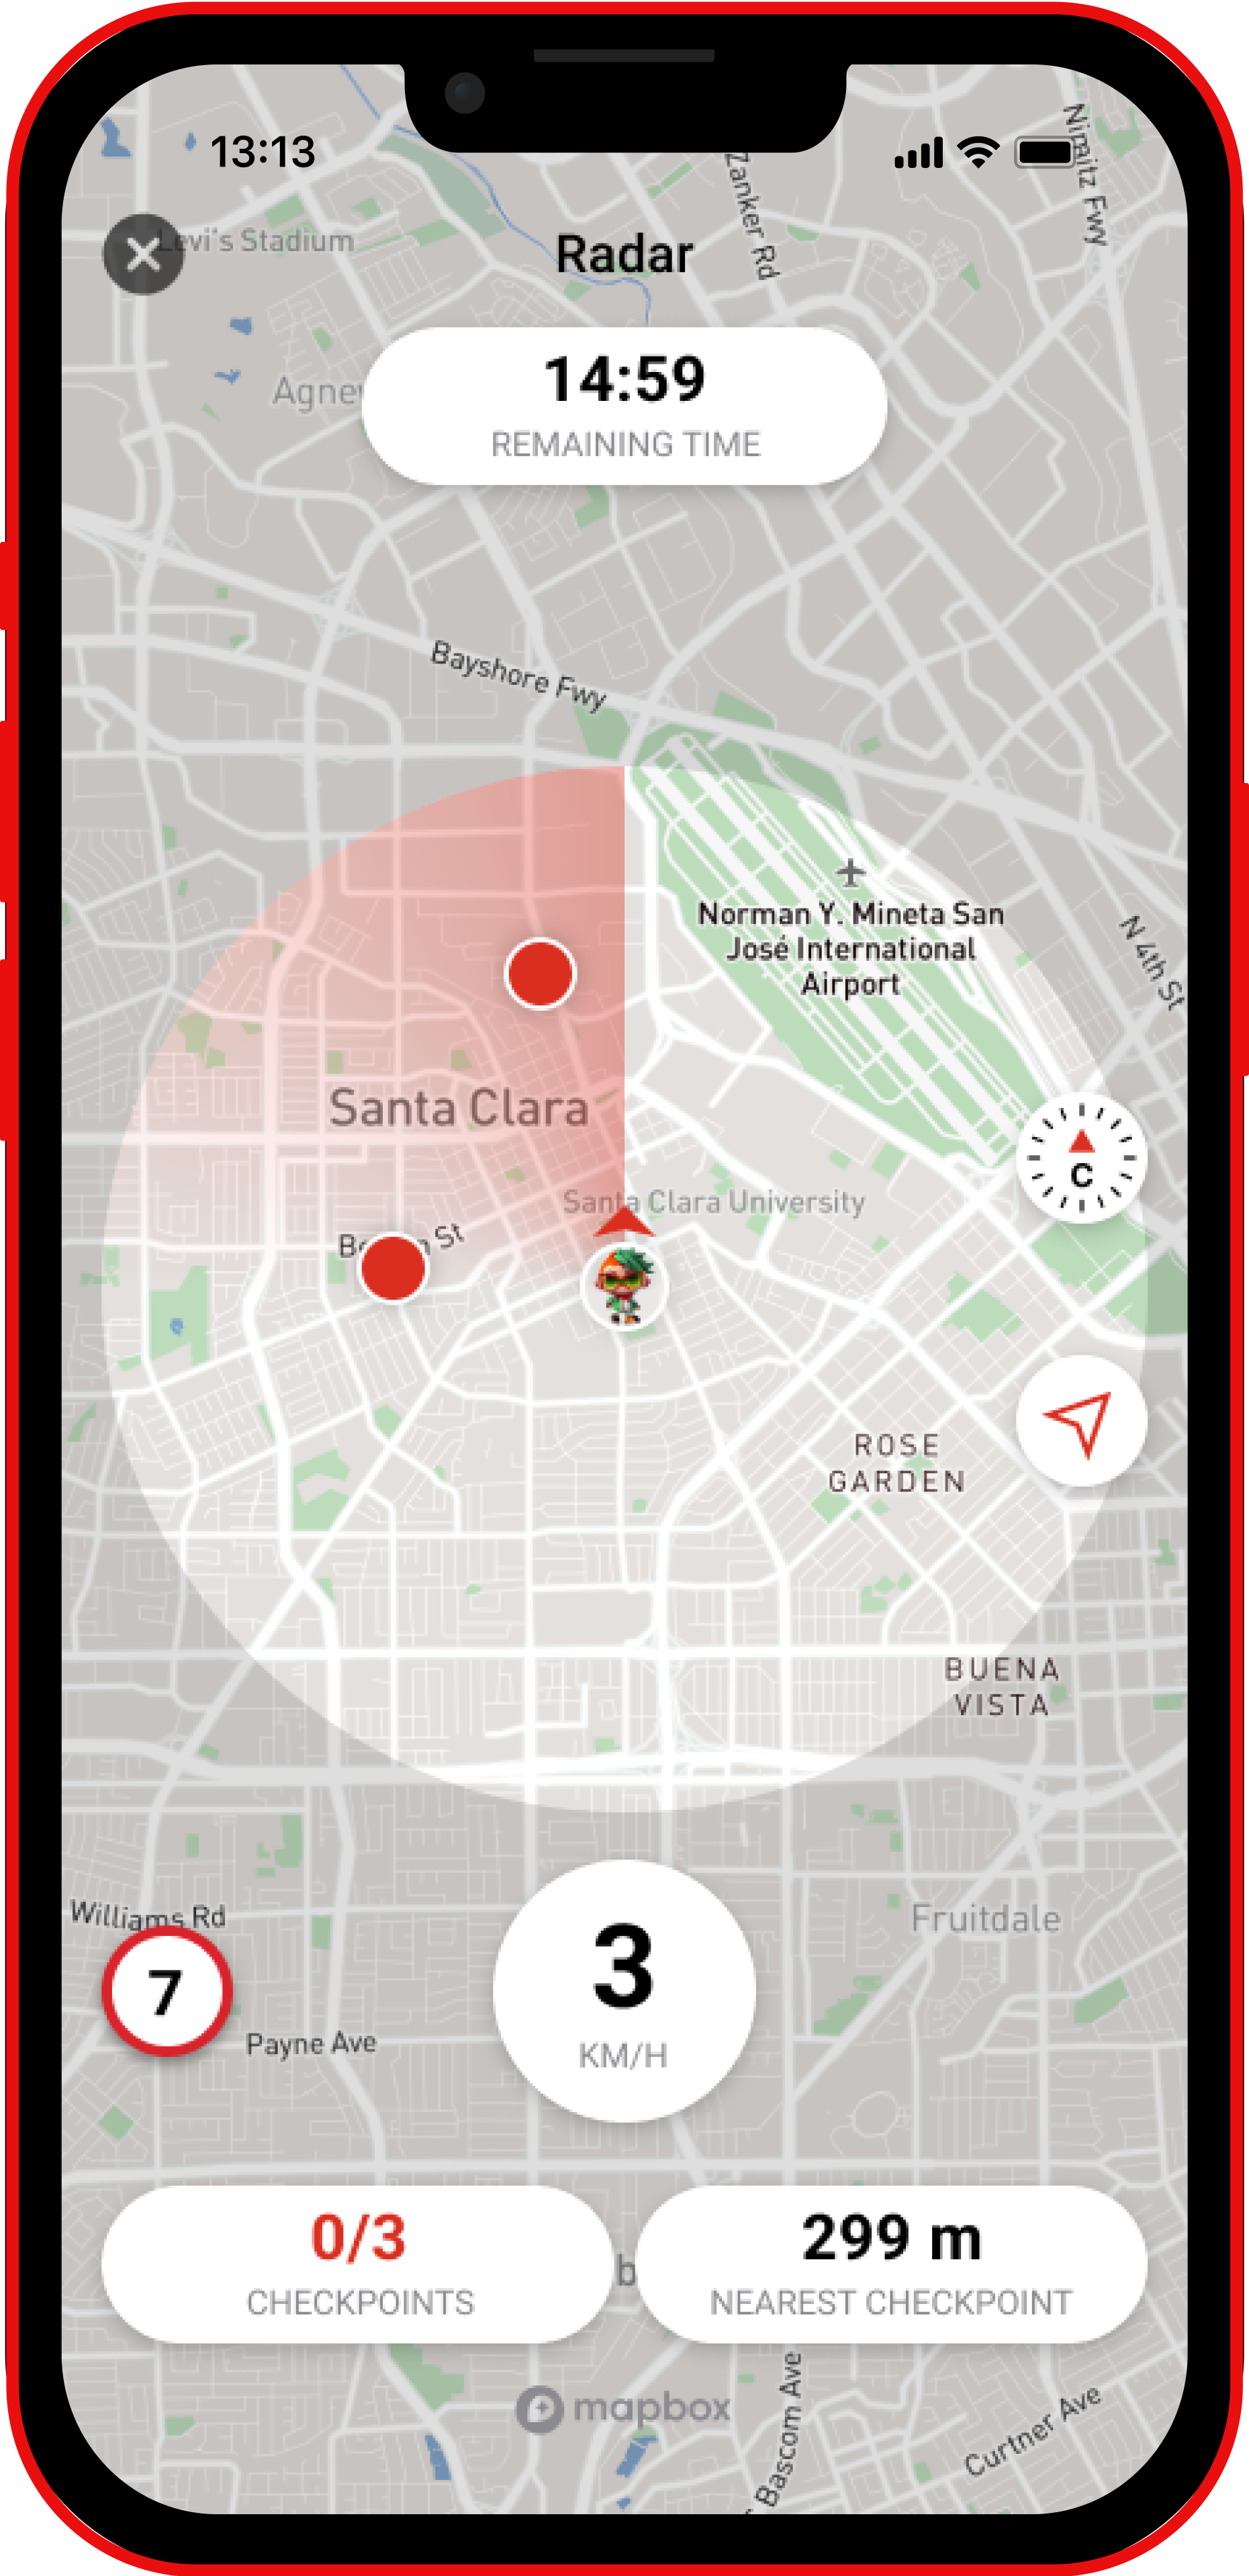 13:13
Nimitz Fwy
Zanker Rd
Levi's Stadium
Radar
14:59
REMAINING TIME
Bayshore Fwy
Norman Y. Mineta San
José International
Airport
N 4th St
Santa Clara
C
Santa Clara University
St
ROSE
GARDEN
BUENA
VISTA
Williams Rd
Fruitdale
7
3
KM/H
Payne Ave
0/3
CHECKPOINTS
299 m
NEAREST CHECKPOINT
mapbox
Bascom Ave
Curtner Ave